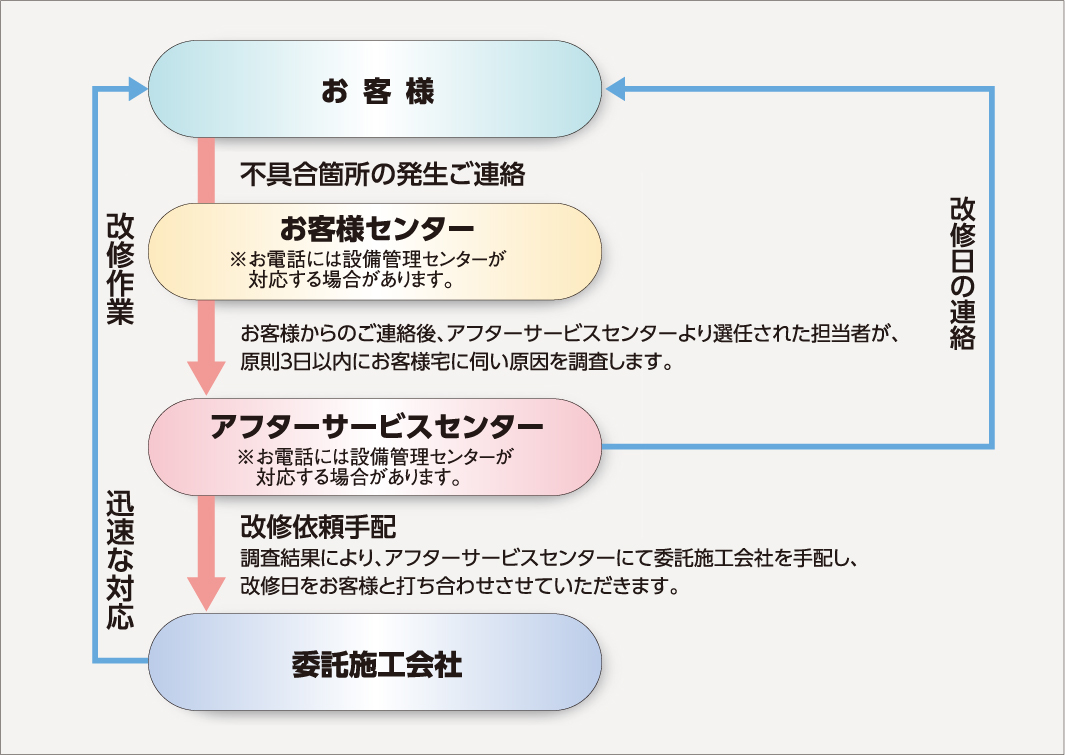 お客様
不具合箇所の発生ご連絡
お客様センター
※お電話には設備管理センターが
対応する場合があります。
お客様からのご連絡後、アフターサービスセンターより選任された担当者が、
原則3日以内にお客様宅に伺い原因を調査します。
アフターサービスセンター
※お電話には設備管理センターが
対応する場合があります。
改修依頼手配
調査結果により、アフターサービスセンターにて委託施工会社を手配し、
改修日をお客様と打ち合わせさせていただきます。
委託施工会社
改修作業
迅速な対応
改修日の連絡